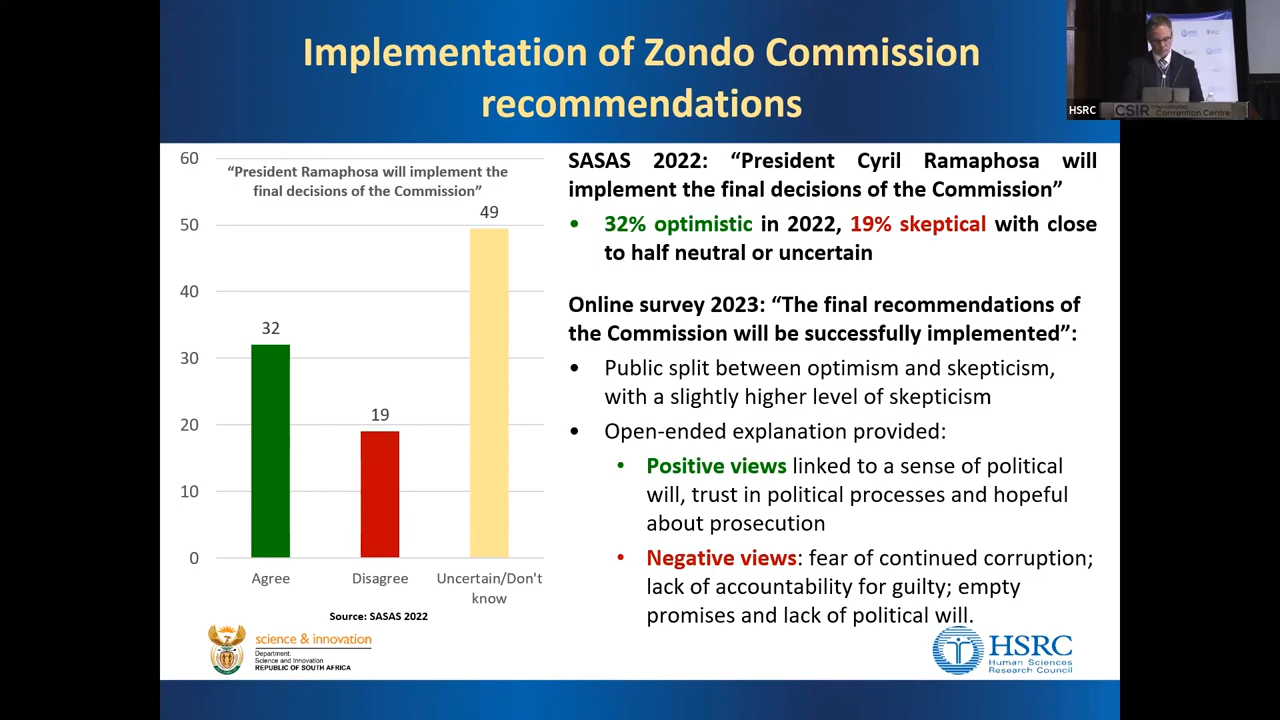 Implementation of Zondo Commission
recommendations
HSRC
CSIR International
Convention Centre
60
50
40
30
20
10
0
"President Ramaphosa will implement the
final decisions of the Commission"
32
19
49
Agree
Disagree
Uncertain/Don't
know
Source: SASAS 2022
SASAS 2022: "President Cyril Ramaphosa will
implement the final decisions of the Commission"
• 32% optimistic in 2022, 19% skeptical with close
to half neutral or uncertain
Online survey 2023: "The final recommendations of
the Commission will be successfully implemented":
• Public split between optimism and skepticism,
with a slightly higher level of skepticism
• Open-ended explanation provided:
• Positive views linked to a sense of political
will, trust in political processes and hopeful
about prosecution
• Negative views: fear of continued corruption;
lack of accountability for guilty; empty
promises and lack of political will.
science & innovation
Department:
Science and Innovation
REPUBLIC OF SOUTH AFRICA
HSRC
Human Sciences
Research Council